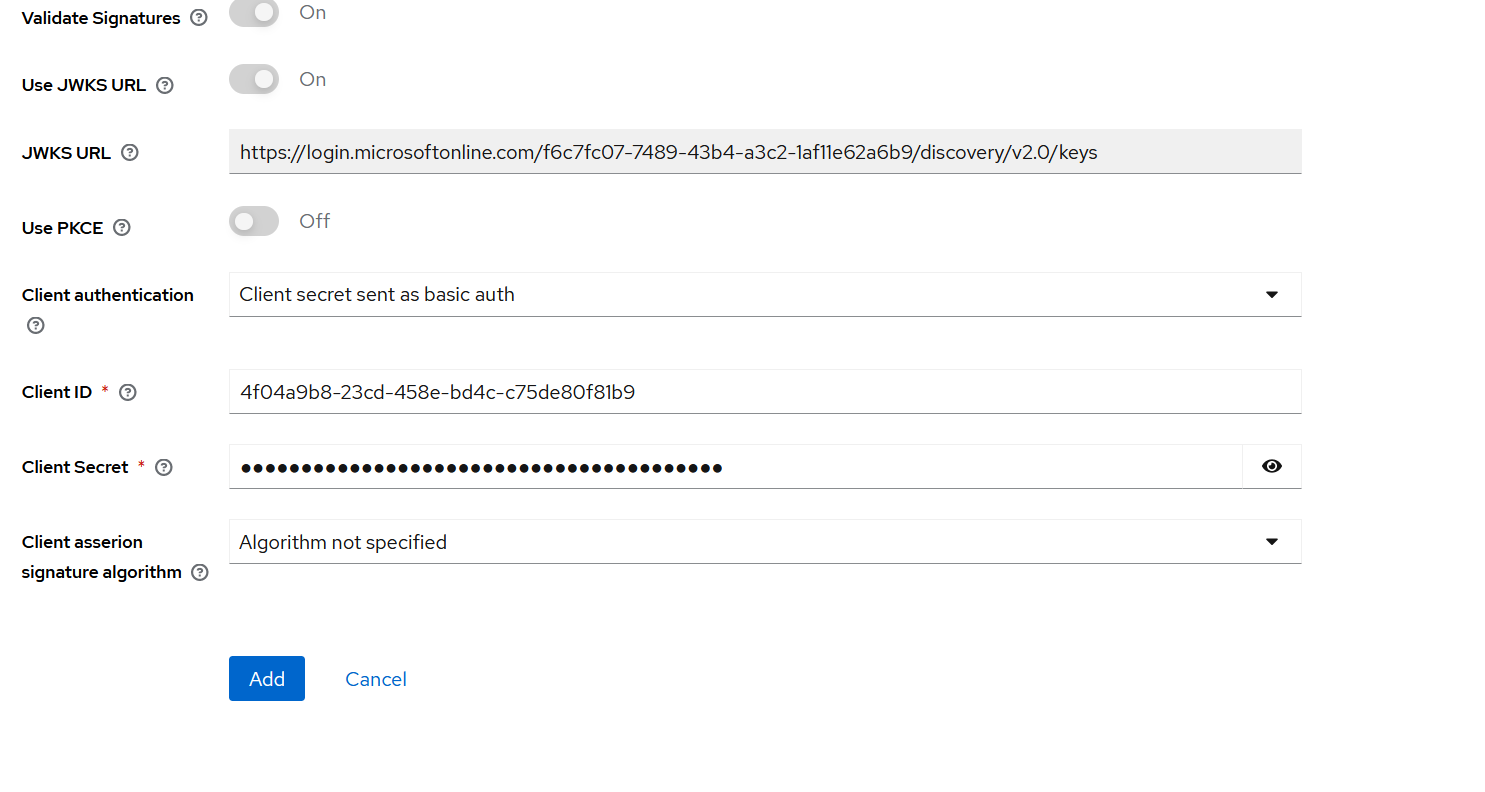 Validate Signatures
On
Use JWKS URL
On
JWKS URL
https://login.microsoftonline.com/f6c7fc07-7489-43b4-a3c2-1af11e62a6b9/discovery/v2.0/keys
Use PKCE
Off
Client authentication
Client secret sent as basic auth
Client ID *
4f04a9b8-23cd-458e-bd4c-c75de80f81b9
Client Secret *
••••••••••••••••••••••••••••••••••••••••
Client asserion
signature algorithm
Algorithm not specified
Add
Cancel